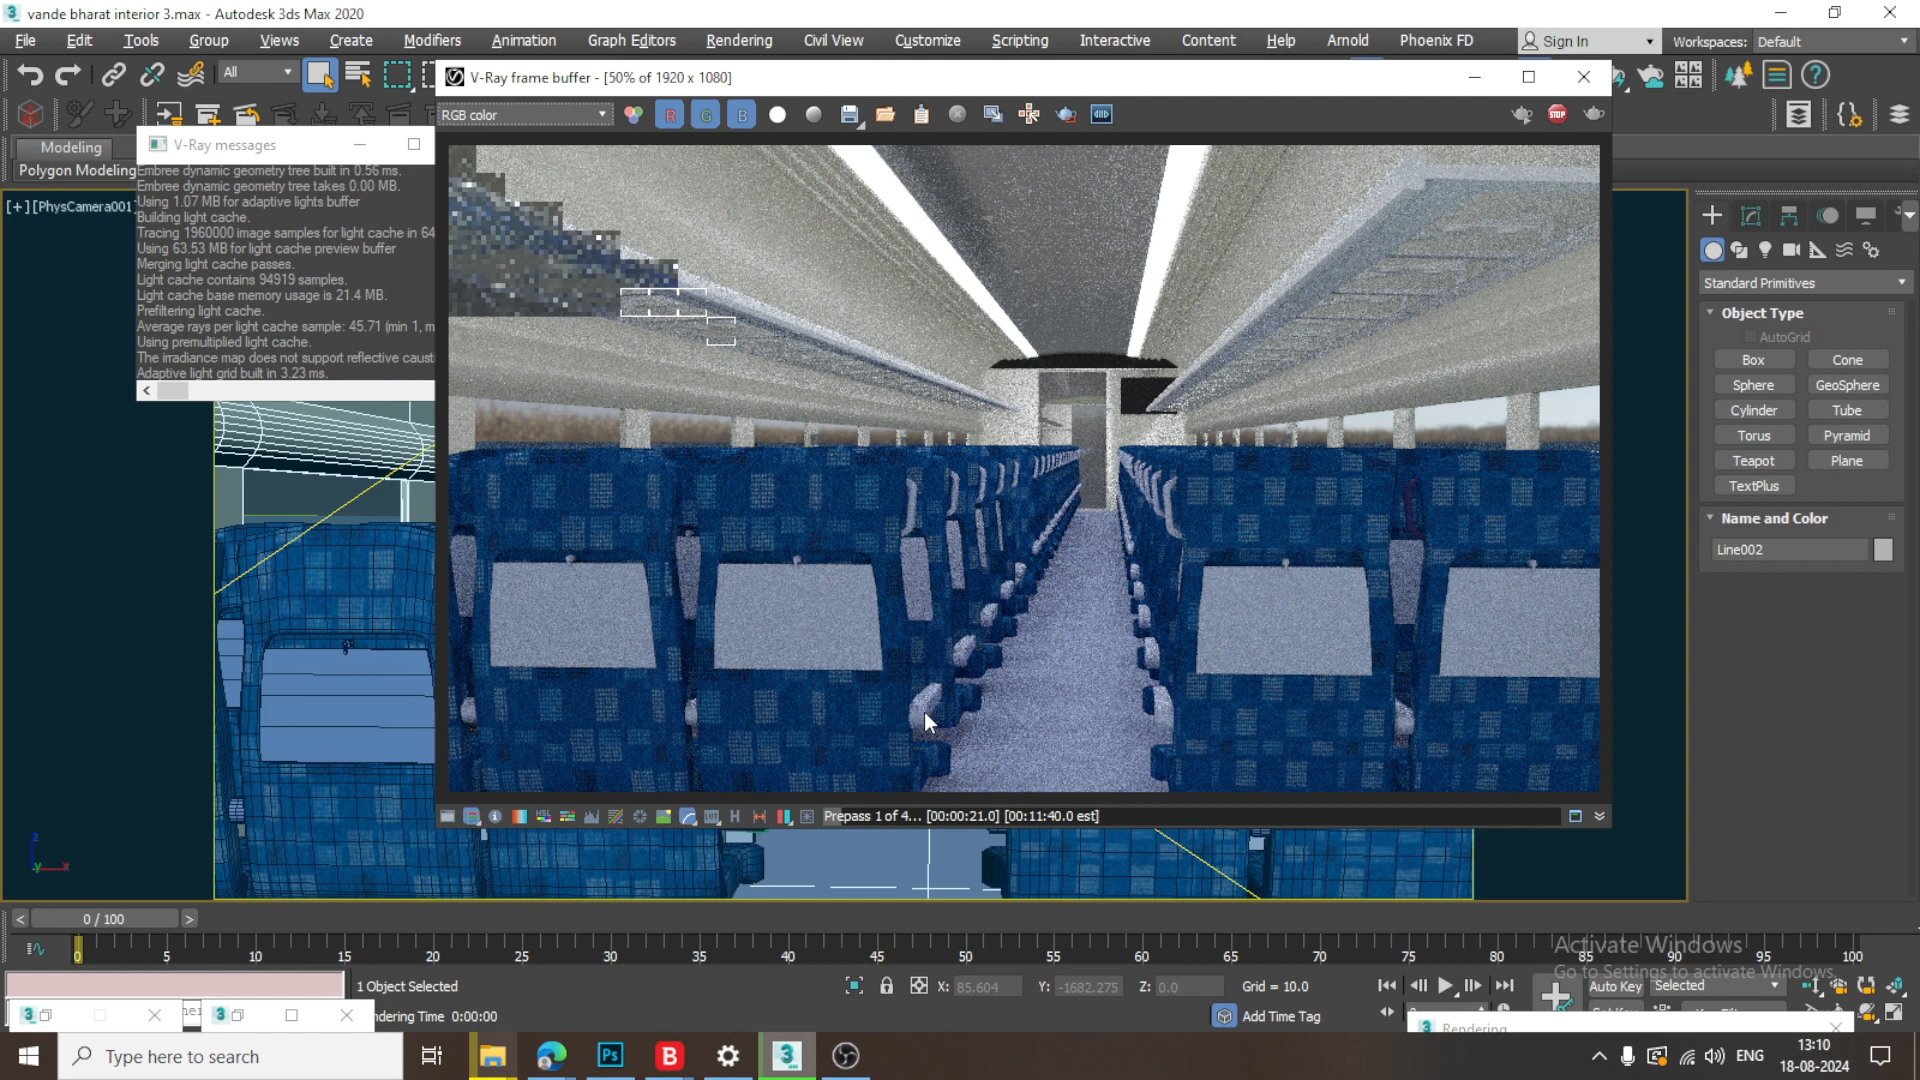 vande bharat interior 3.max - Autodesk 3ds Max 2020
File Edit Tools Group Views Create Modifiers Animation Graph Editors Rendering Civil View Customize Scripting Interactive Content Help Arnold Phoenix FD Sign In Workspaces: Default
All
V-Ray frame buffer - [50% of 1920 x 1080]
RGB color R G B STOP
Modeling
Polygon Modeling
V-Ray messages
Embree dynamic geometry tree built in 0.56 ms.
Embree dynamic geometry tree takes 0.00 MB.
Using 1.07 MB for adaptive lights buffer
Building light cache.
Tracing 1960000 image samples for light cache in 64
Using 63.53 MB for light cache preview buffer
Merging light cache passes.
Light cache contains 94919 samples.
Light cache base memory usage is 21.4 MB.
Prefiltering light cache.
Average rays per light cache sample: 45.71 (min 1, m
Using premultiplied light cache.
The irradiance map does not support reflective caust
Adaptive light grid built in 3.23 ms.
[+] [PhysCamera001]
Standard Primitives
Object Type
AutoGrid
Box Cone
Sphere GeoSphere
Cylinder Tube
Torus Pyramid
Teapot Plane
TextPlus
Name and Color
Line002
HSL LUT H Prepass 1 of 4... [00:00:21.0] [00:11:40.0 est]
z
y x
< 0 / 100 >
0 5 10 15 20 25 30 35 40 45 50 55 60 65 70 75 80 85 90 95 100
Activate Windows
Go to Settings to activate Windows.
1 Object Selected X: 85.604 Y: -1682.275 Z: 0.0 Grid = 10.0 Auto Key Selected
ndering Time 0:00:00 Add Time Tag
Rendering
Type here to search Ps B 3 ENG
13:10
18-08-2024